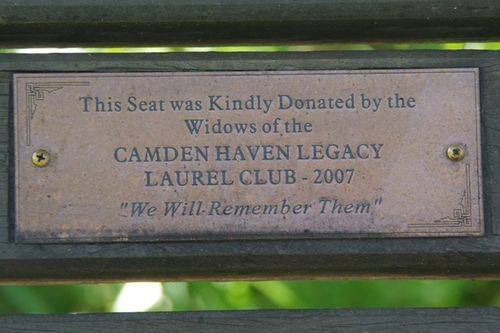 This Seat was Kindly Donated by the
Widows of the
CAMDEN HAVEN LEGACY
LAUREL CLUB - 2007
"We Will Remember Them"